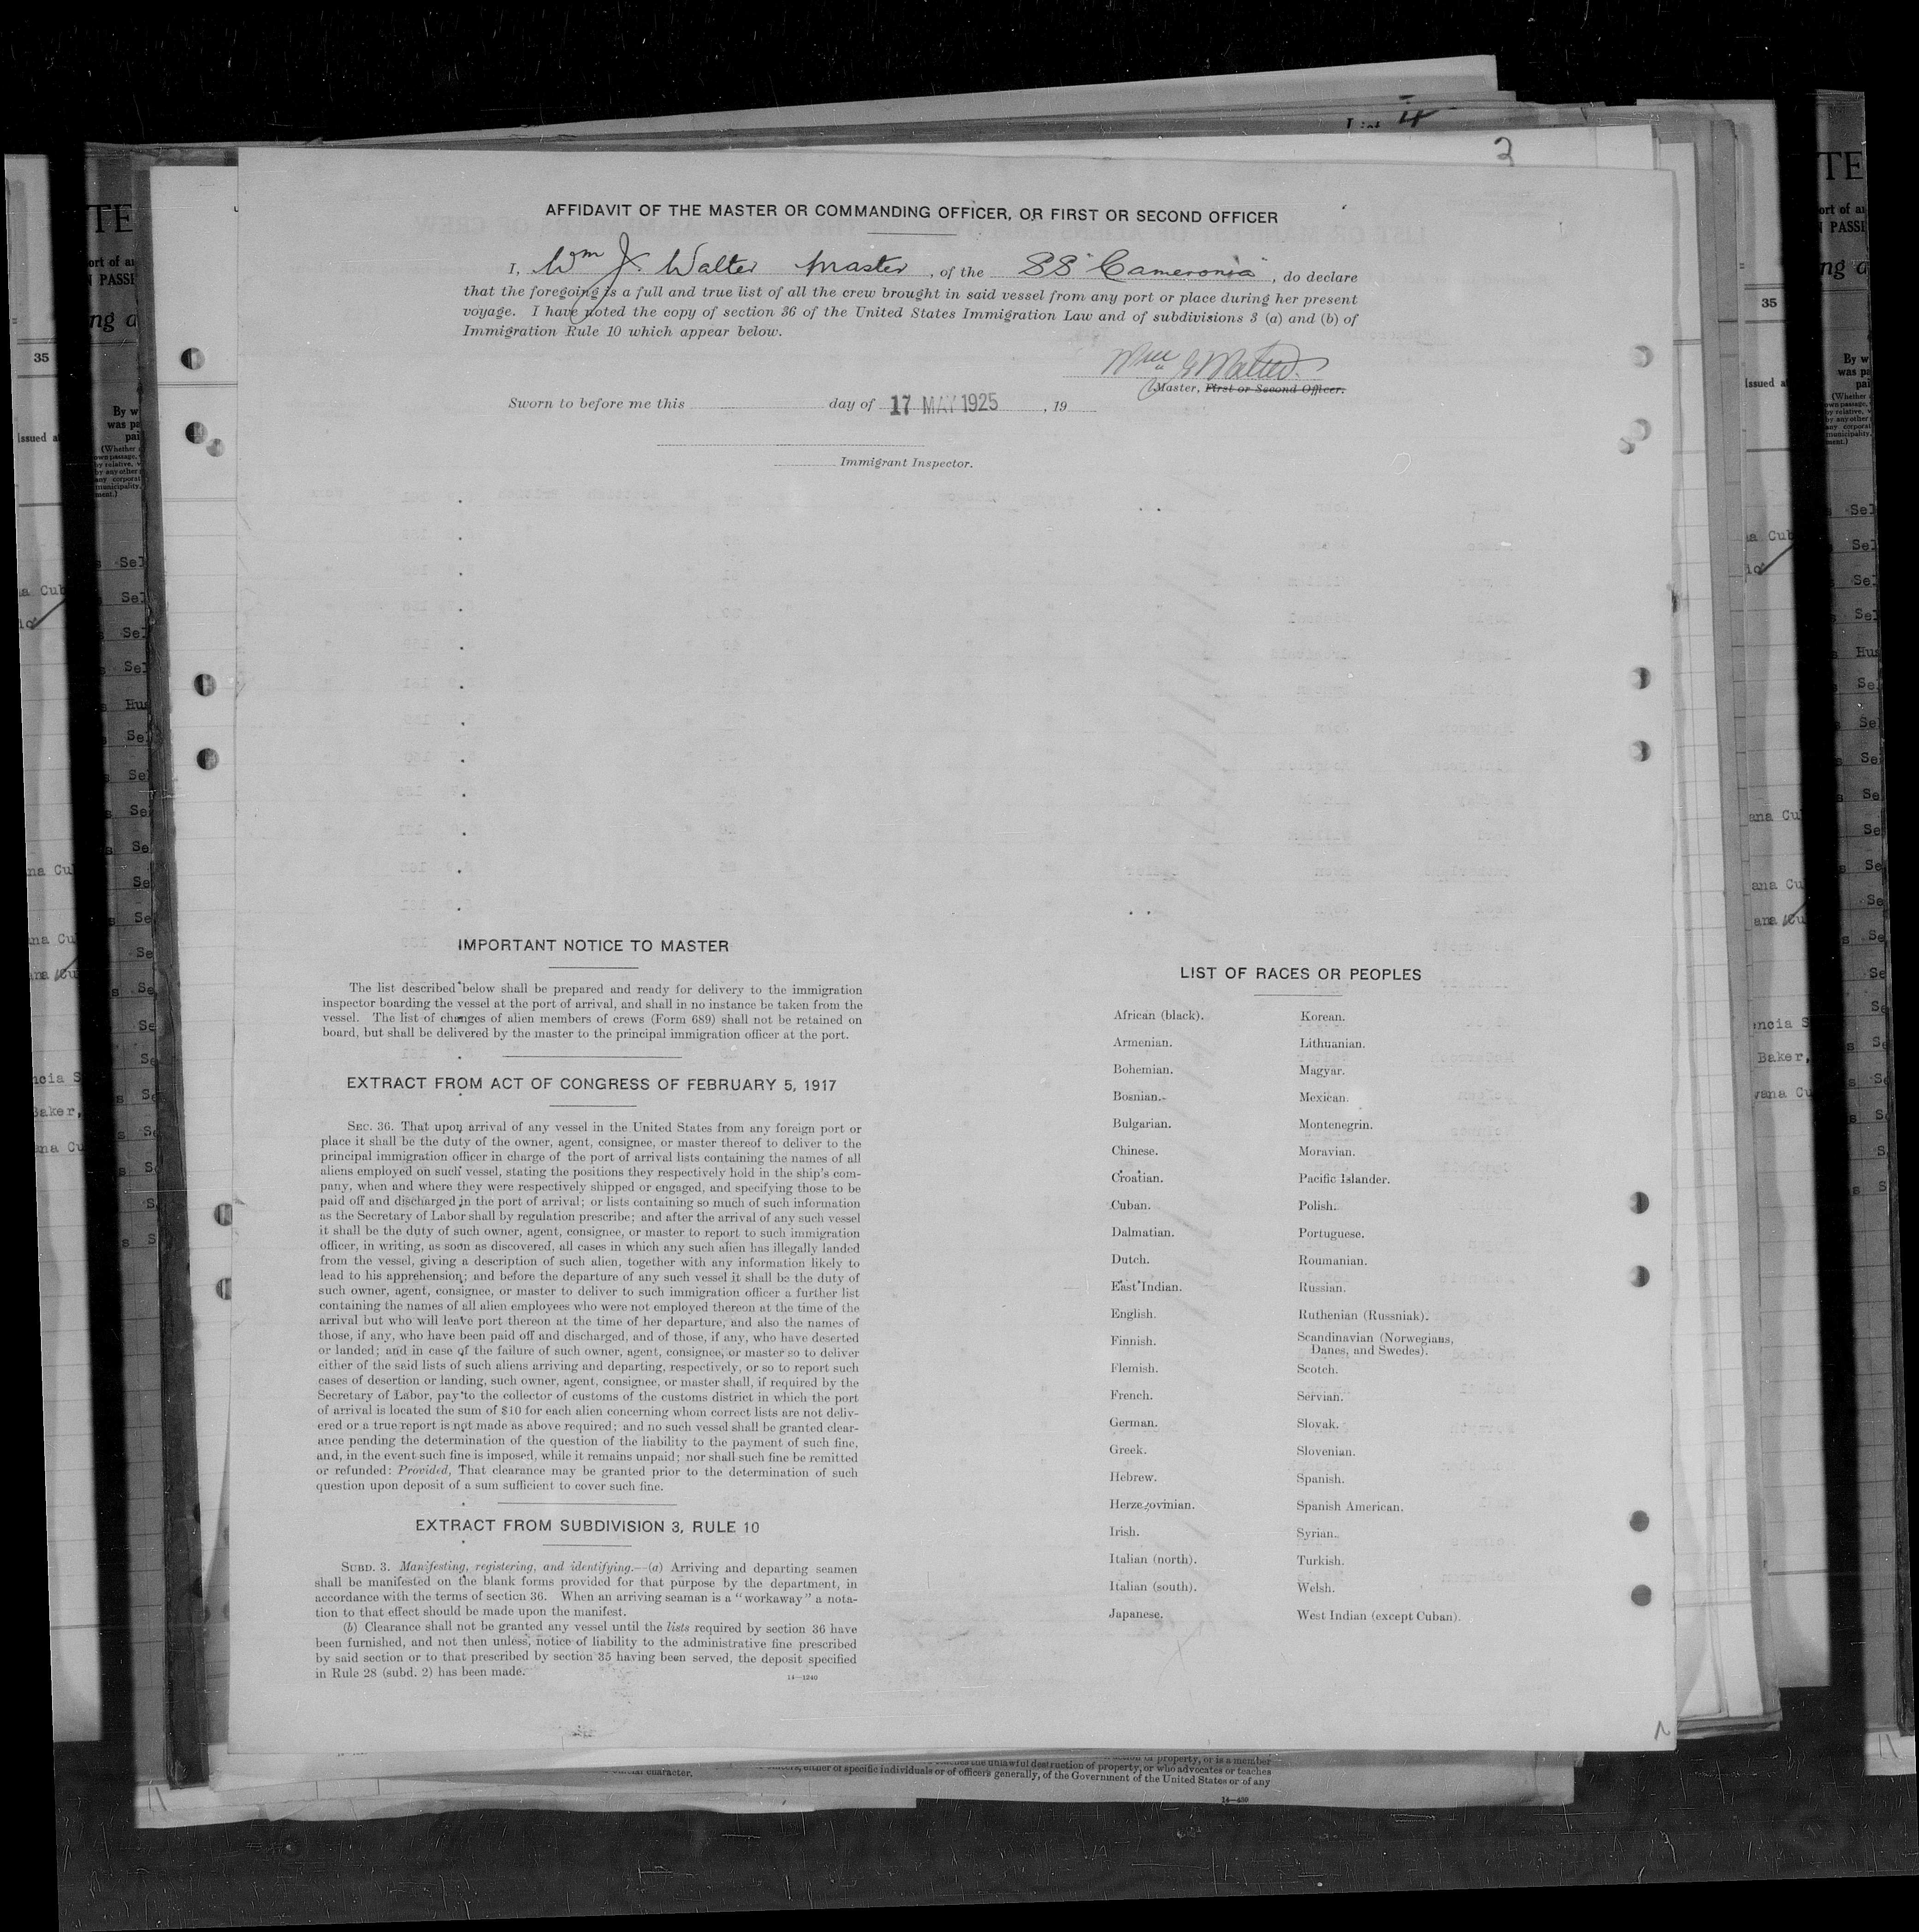 2
AFFIDAVIT OF THE MASTER OR COMMANDING OFFICER, OR FIRST OR SECOND OFFICER
I, Wm J. Walter Master, of the SS "Cameronia", do declare
that the foregoing is a full and true list of all the crew brought in said vessel from any port or place during her present
voyage. I have noted the copy of section 36 of the United States Immigration Law and of subdivisions 3 (a) and (b) of
Immigration Rule 10 which appear below.
Master, First or Second Officer.
Sworn to before me this day of 17 MAY 1925, 19
Immigrant Inspector.
IMPORTANT NOTICE TO MASTER
The list described below shall be prepared and ready for delivery to the immigration
inspector boarding the vessel at the port of arrival, and shall in no instance be taken from the
vessel. The list of changes of alien members of crews (Form 689) shall not be retained on
board, but shall be delivered by the master to the principal immigration officer at the port.
EXTRACT FROM ACT OF CONGRESS OF FEBRUARY 5, 1917
SEC. 36. That upon arrival of any vessel in the United States from any foreign port or
place it shall be the duty of the owner, agent, consignee, or master thereof to deliver to the
principal immigration officer in charge of the port of arrival lists containing the names of all
aliens employed on such vessel, stating the positions they respectively hold in the ship's com-
pany, when and where they were respectively shipped or engaged, and specifying those to be
paid off and discharged in the port of arrival; or lists containing so much of such information
as the Secretary of Labor shall by regulation prescribe; and after the arrival of any such vessel
it shall be the duty of such owner, agent, consignee, or master to report to such immigration
officer, in writing, as soon as discovered, all cases in which any such alien has illegally landed
from the vessel, giving a description of such alien, together with any information likely to
lead to his apprehension; and before the departure of any such vessel it shall be the duty of
such owner, agent, consignee, or master to deliver to such immigration officer a further list
containing the names of all alien employees who were not employed thereon at the time of the
arrival but who will leave port thereon at the time of her departure, and also the names of
those, if any, who have been paid off and discharged, and of those, if any, who have deserted
or landed; and in case of the failure of such owner, agent, consignee, or master so to deliver
either of the said lists of such aliens arriving and departing, respectively, or so to report such
cases of desertion or landing, such owner, agent, consignee, or master shall, if required by the
Secretary of Labor, pay to the collector of customs of the customs district in which the port
of arrival is located the sum of $10 for each alien concerning whom correct lists are not deliv-
ered or a true report is not made as above required; and no such vessel shall be granted clear-
ance pending the determination of the question of the liability to the payment of such fine,
and, in the event such fine is imposed, while it remains unpaid; nor shall such fine be remitted
or refunded: Provided, That clearance may be granted prior to the determination of such
question upon deposit of a sum sufficient to cover such fine.
EXTRACT FROM SUBDIVISION 3, RULE 10
SUBD. 3. Manifesting, registering, and identifying.—(a) Arriving and departing seamen
shall be manifested on the blank forms provided for that purpose by the department, in
accordance with the terms of section 36. When an arriving seaman is a "workaway" a nota-
tion to that effect should be made upon the manifest.
(b) Clearance shall not be granted any vessel until the lists required by section 36 have
been furnished, and not then unless, notice of liability to the administrative fine prescribed
by said section or to that prescribed by section 35 having been served, the deposit specified
in Rule 28 (subd. 2) has been made.
14—1240
LIST OF RACES OR PEOPLES
African (black).
Armenian.
Bohemian.
Bosnian.
Bulgarian.
Chinese.
Croatian.
Cuban.
Dalmatian.
Dutch.
East Indian.
English.
Finnish.
Flemish.
French.
German.
Greek.
Hebrew.
Herzegovinian.
Irish.
Italian (north).
Italian (south).
Japanese.
Korean.
Lithuanian.
Magyar.
Mexican.
Montenegrin.
Moravian.
Pacific Islander.
Polish.
Portuguese.
Roumanian.
Russian.
Ruthenian (Russniak).
Scandinavian (Norwegians,
Danes, and Swedes).
Scotch.
Servian.
Slovak.
Slovenian.
Spanish.
Spanish American.
Syrian.
Turkish.
Welsh.
West Indian (except Cuban).
character.
the unlawful destruction of property, or is a member
either of specific individuals or of officers generally, of the Government of the United States or of any
14—430